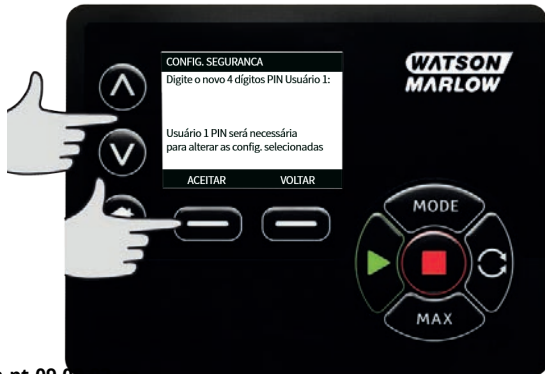 CONFIG. SEGURANCA
Digite o novo 4 dígitos PIN Usuário 1:
Usuário 1 PIN será necessária
para alterar as config. selecionadas
ACEITAR VOLTAR
WATSON
MARLOW
MODE
MAX